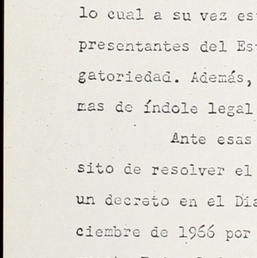 lo cual a su vez es
presentantes del Es
gatoriedad. Además,
mas de índole legal
Ante esas
sito de resolver el
un decreto en el Di
ciembre de 1966 por